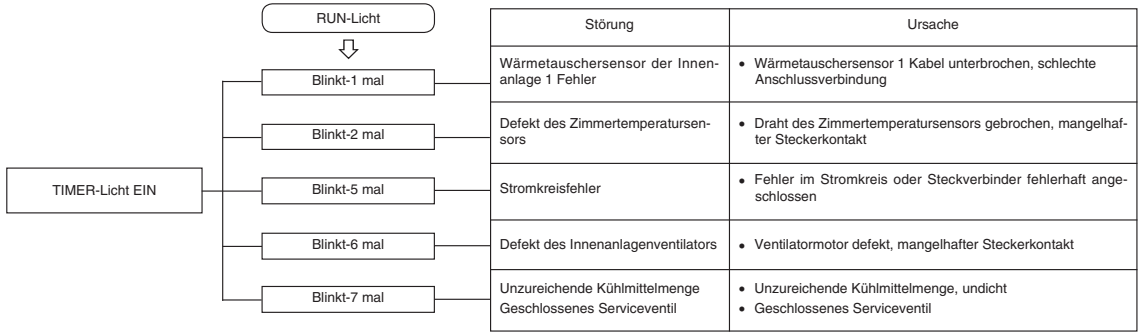 RUN-Licht
Störung
Ursache
Blinkt-1 mal
Wärmetauschersensor der Innen-
anlage 1 Fehler
• Wärmetauschersensor 1 Kabel unterbrochen, schlechte
Anschlussverbindung
Blinkt-2 mal
Defekt des Zimmertemperatursen-
sors
• Draht des Zimmertemperatursensors gebrochen, mangelhaf-
ter Steckerkontakt
TIMER-Licht EIN
Blinkt-5 mal
Stromkreisfehler
• Fehler im Stromkreis oder Steckverbinder fehlerhaft ange-
schlossen
Blinkt-6 mal
Defekt des Innenanlagenventilators
• Ventilatormotor defekt, mangelhafter Steckerkontakt
Blinkt-7 mal
Unzureichende Kühlmittelmenge
Geschlossenes Serviceventil
• Unzureichende Kühlmittelmenge, undicht
• Geschlossenes Serviceventil